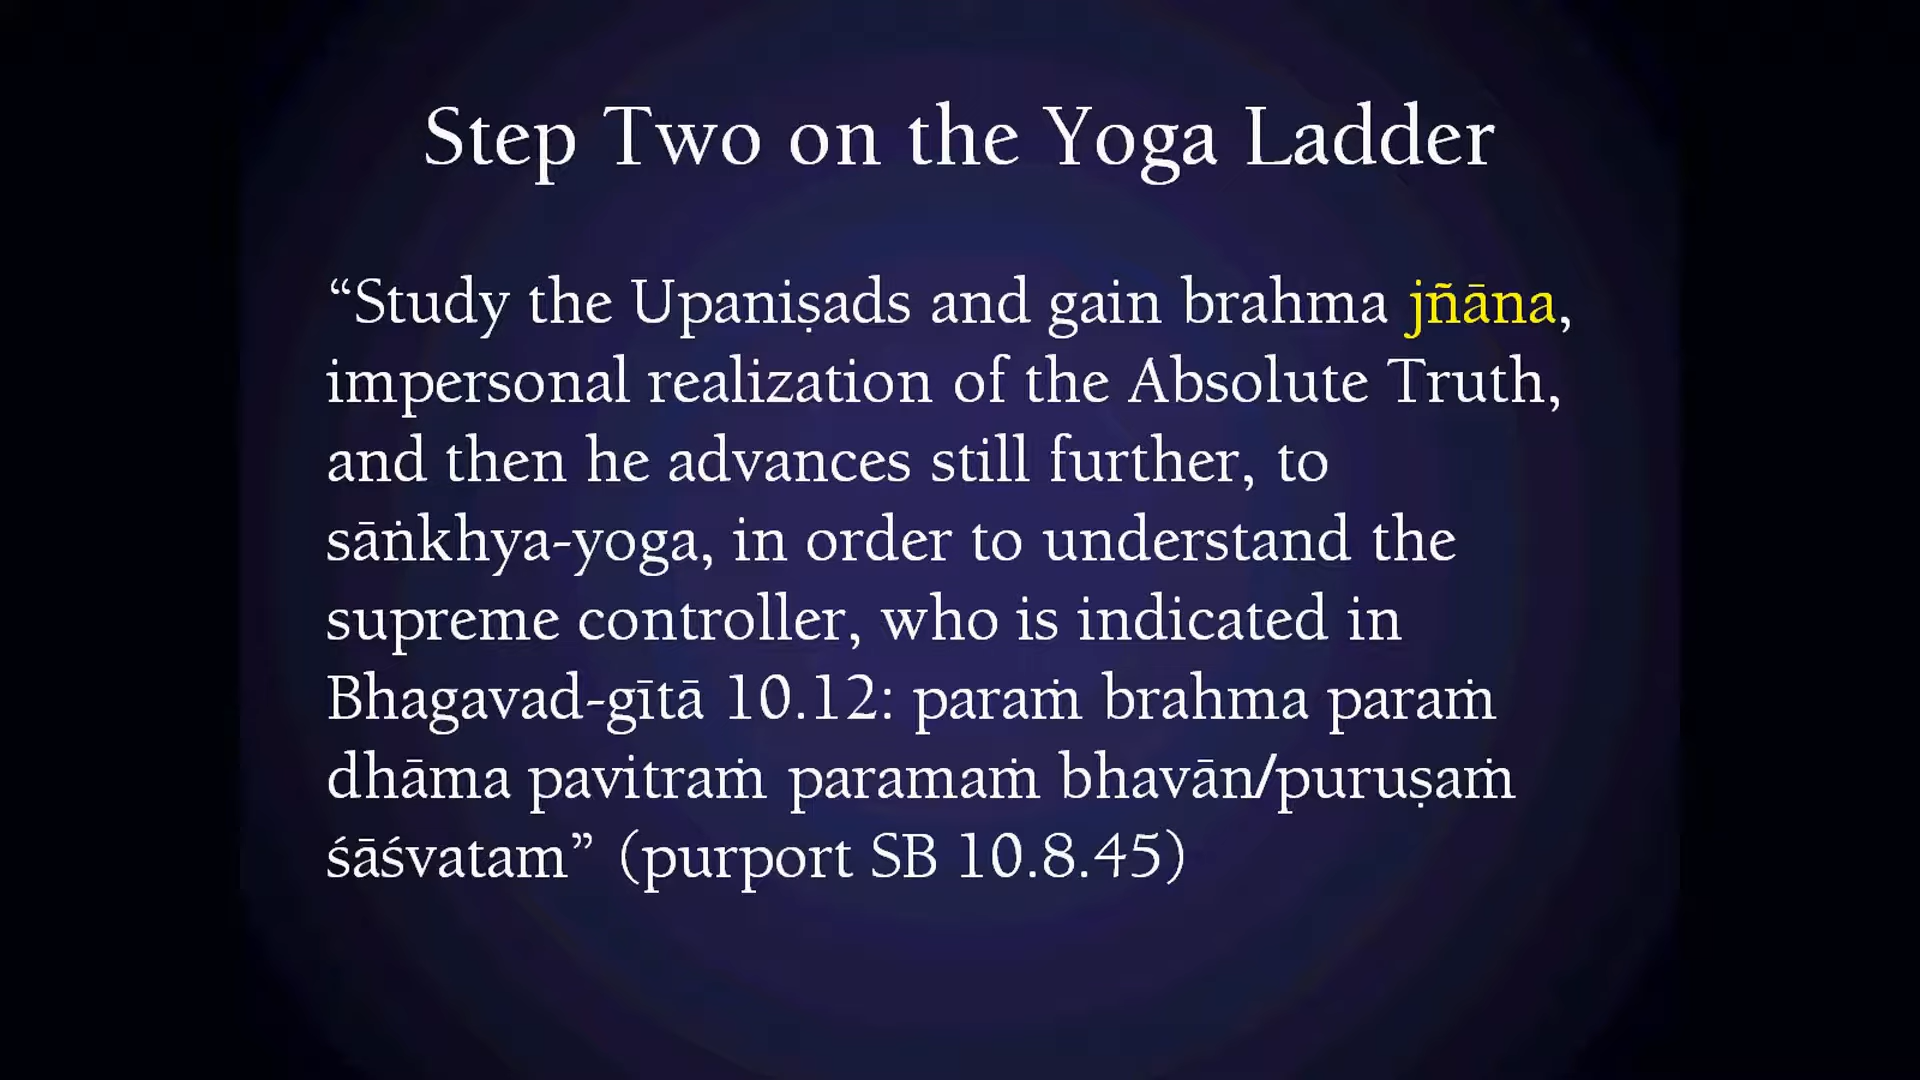 Step Two on the Yoga Ladder
“Study the Upaniṣads and gain brahma jñāna,
impersonal realization of the Absolute Truth,
and then he advances still further, to
sāṅkhya-yoga, in order to understand the
supreme controller, who is indicated in
Bhagavad-gītā 10.12: paraṁ brahma paraṁ
dhāma pavitraṁ paramaṁ bhavān/puruṣaṁ
śāśvatam” (purport SB 10.8.45)